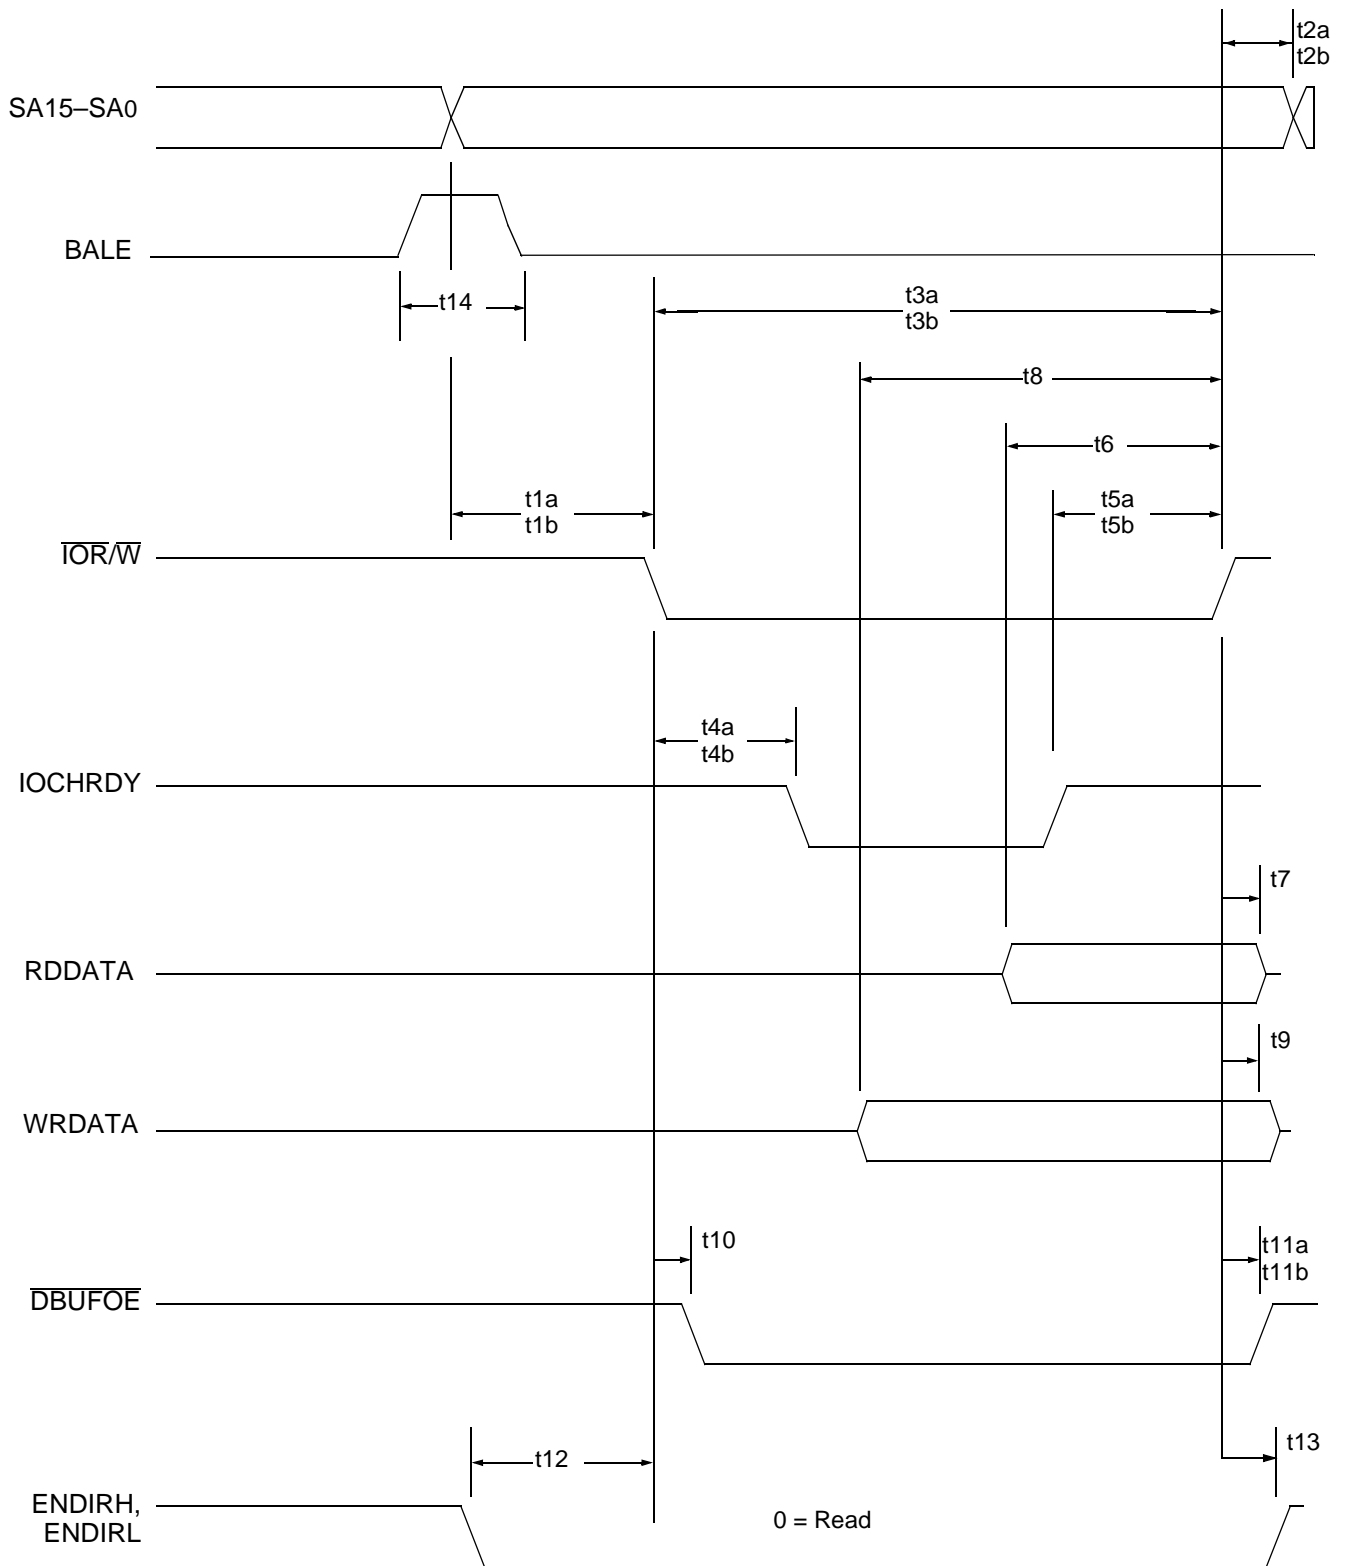 t2a
t2b
SA15–SA0
BALE
t14
t3a
t3b
t8
t6
t1a
t1b
t5a
t5b
IOR/W
t4a
t4b
IOCHRDY
t7
RDDATA
t9
WRDATA
t10
t11a
t11b
DBUFOE
t12
t13
ENDIRH,
ENDIRL
0 = Read